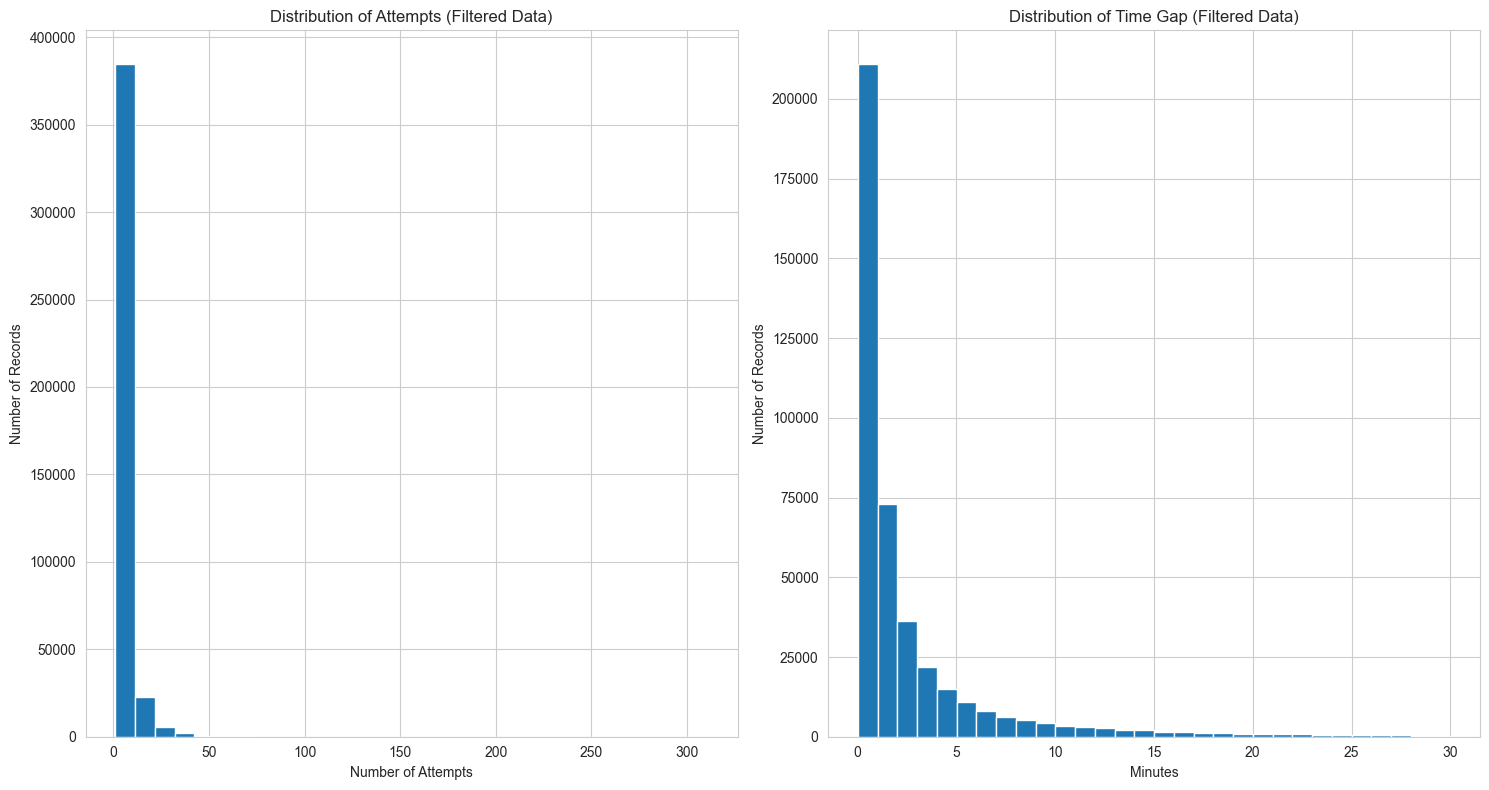 Distribution of Attempts (Filtered Data)
400000
350000
300000
250000
200000
150000
100000
50000
0
Number of Records
0 50 100 150 200 250 300
Number of Attempts
Distribution of Time Gap (Filtered Data)
200000
175000
150000
125000
100000
75000
50000
25000
0
Number of Records
0 5 10 15 20 25 30
Minutes